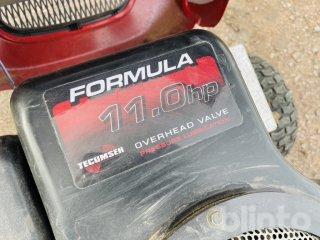 FORMULA
11.0hp
TECUMSEH
OVERHEAD VALVE
PRESSURE LUBRICATION
blinto